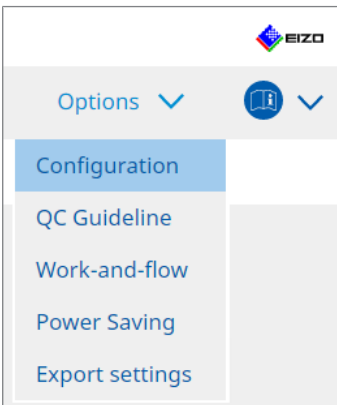 EIZO
Options
Configuration
QC Guideline
Work-and-flow
Power Saving
Export settings